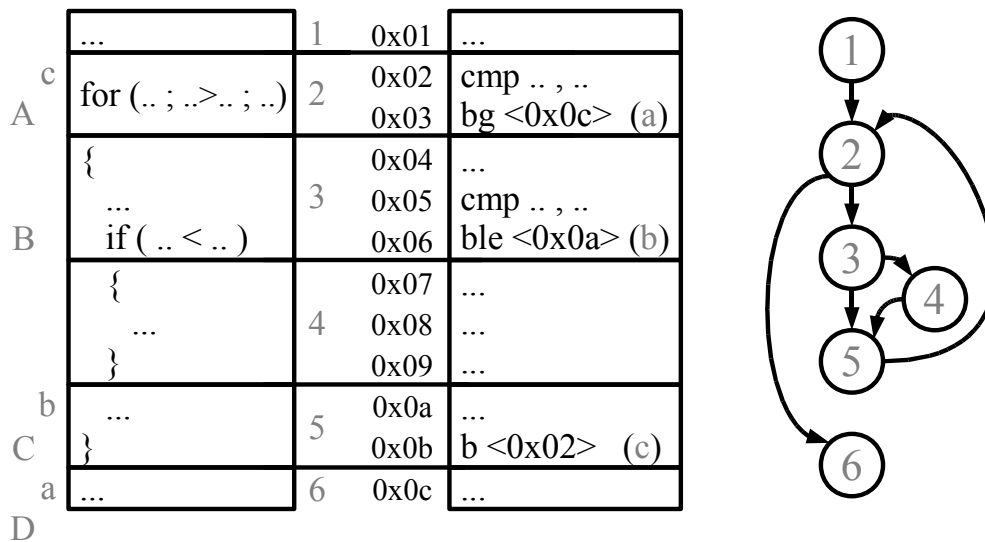 ... 1 0x01 ...
c
A for (.. ; ..>.. ; ..) 2 0x02 cmp .. , ..
0x03 bg <0x0c> (a)
{ 0x04 ...
... 3 0x05 cmp .. , ..
B if ( .. < .. ) 0x06 ble <0x0a> (b)
{ 0x07 ...
... 4 0x08 ...
} 0x09 ...
b ... 5 0x0a ...
C } 0x0b b <0x02> (c)
a ... 6 0x0c ...
D
1
2
3
4
5
6